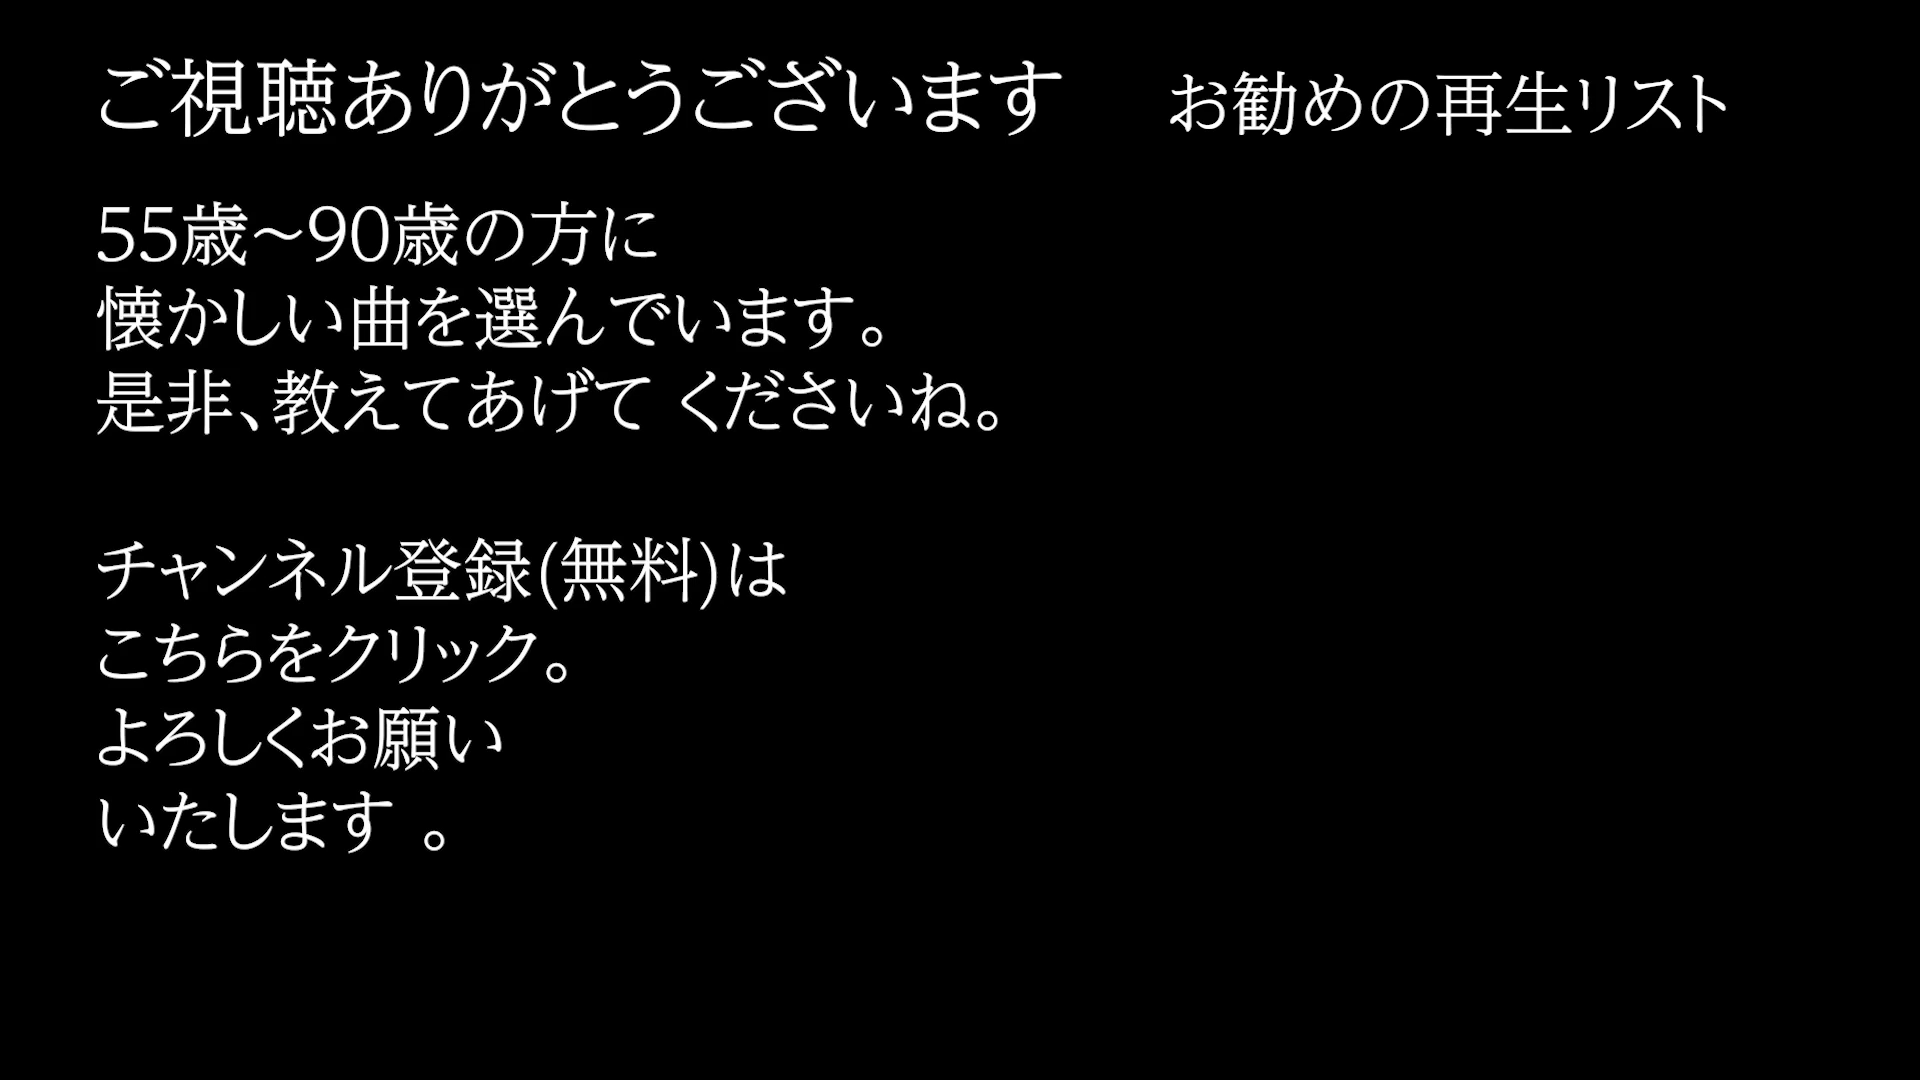 ご視聴ありがとうございます
お勧めの再生リスト
55歳～90歳の方に
懐かしい曲を選んでいます。
是非、教えてあげて くださいね。
チャンネル登録(無料)は
こちらをクリック。
よろしくお願い
いたします 。